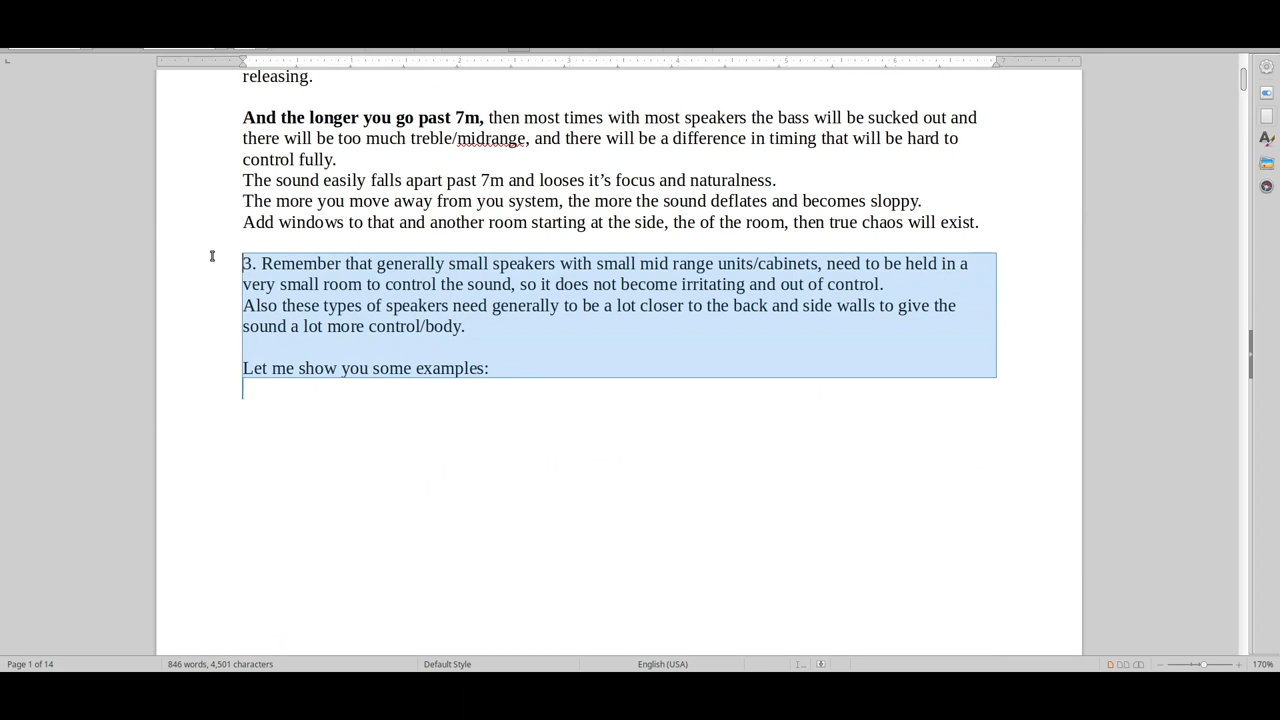 releasing.
And the longer you go past 7m, then most times with most speakers the bass will be sucked out and
there will be too much treble/midrange, and there will be a difference in timing that will be hard to
control fully.
The sound easily falls apart past 7m and looses it’s focus and naturalness.
The more you move away from you system, the more the sound deflates and becomes sloppy.
Add windows to that and another room starting at the side, the of the room, then true chaos will exist.
3. Remember that generally small speakers with small mid range units/cabinets, need to be held in a
very small room to control the sound, so it does not become irritating and out of control.
Also these types of speakers need generally to be a lot closer to the back and side walls to give the
sound a lot more control/body.
Let me show you some examples:
Page 1 of 14 846 words, 4,501 characters Default Style English (USA) 170%